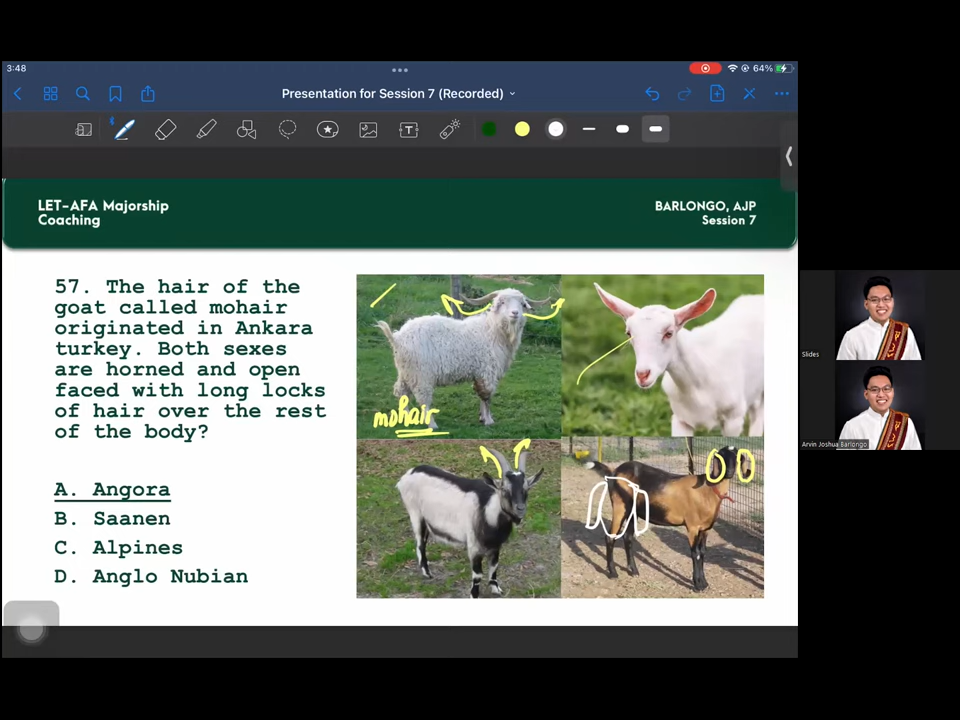 3:48
64%
Presentation for Session 7 (Recorded)
LET-AFA Majorship
Coaching
BARLONGO, AJP
Session 7
57. The hair of the
goat called mohair
originated in Ankara
turkey. Both sexes
are horned and open
faced with long locks
of hair over the rest
of the body?
A. Angora
B. Saanen
C. Alpines
D. Anglo Nubian
mohair
Slides
Arvin Joshua Barlongo